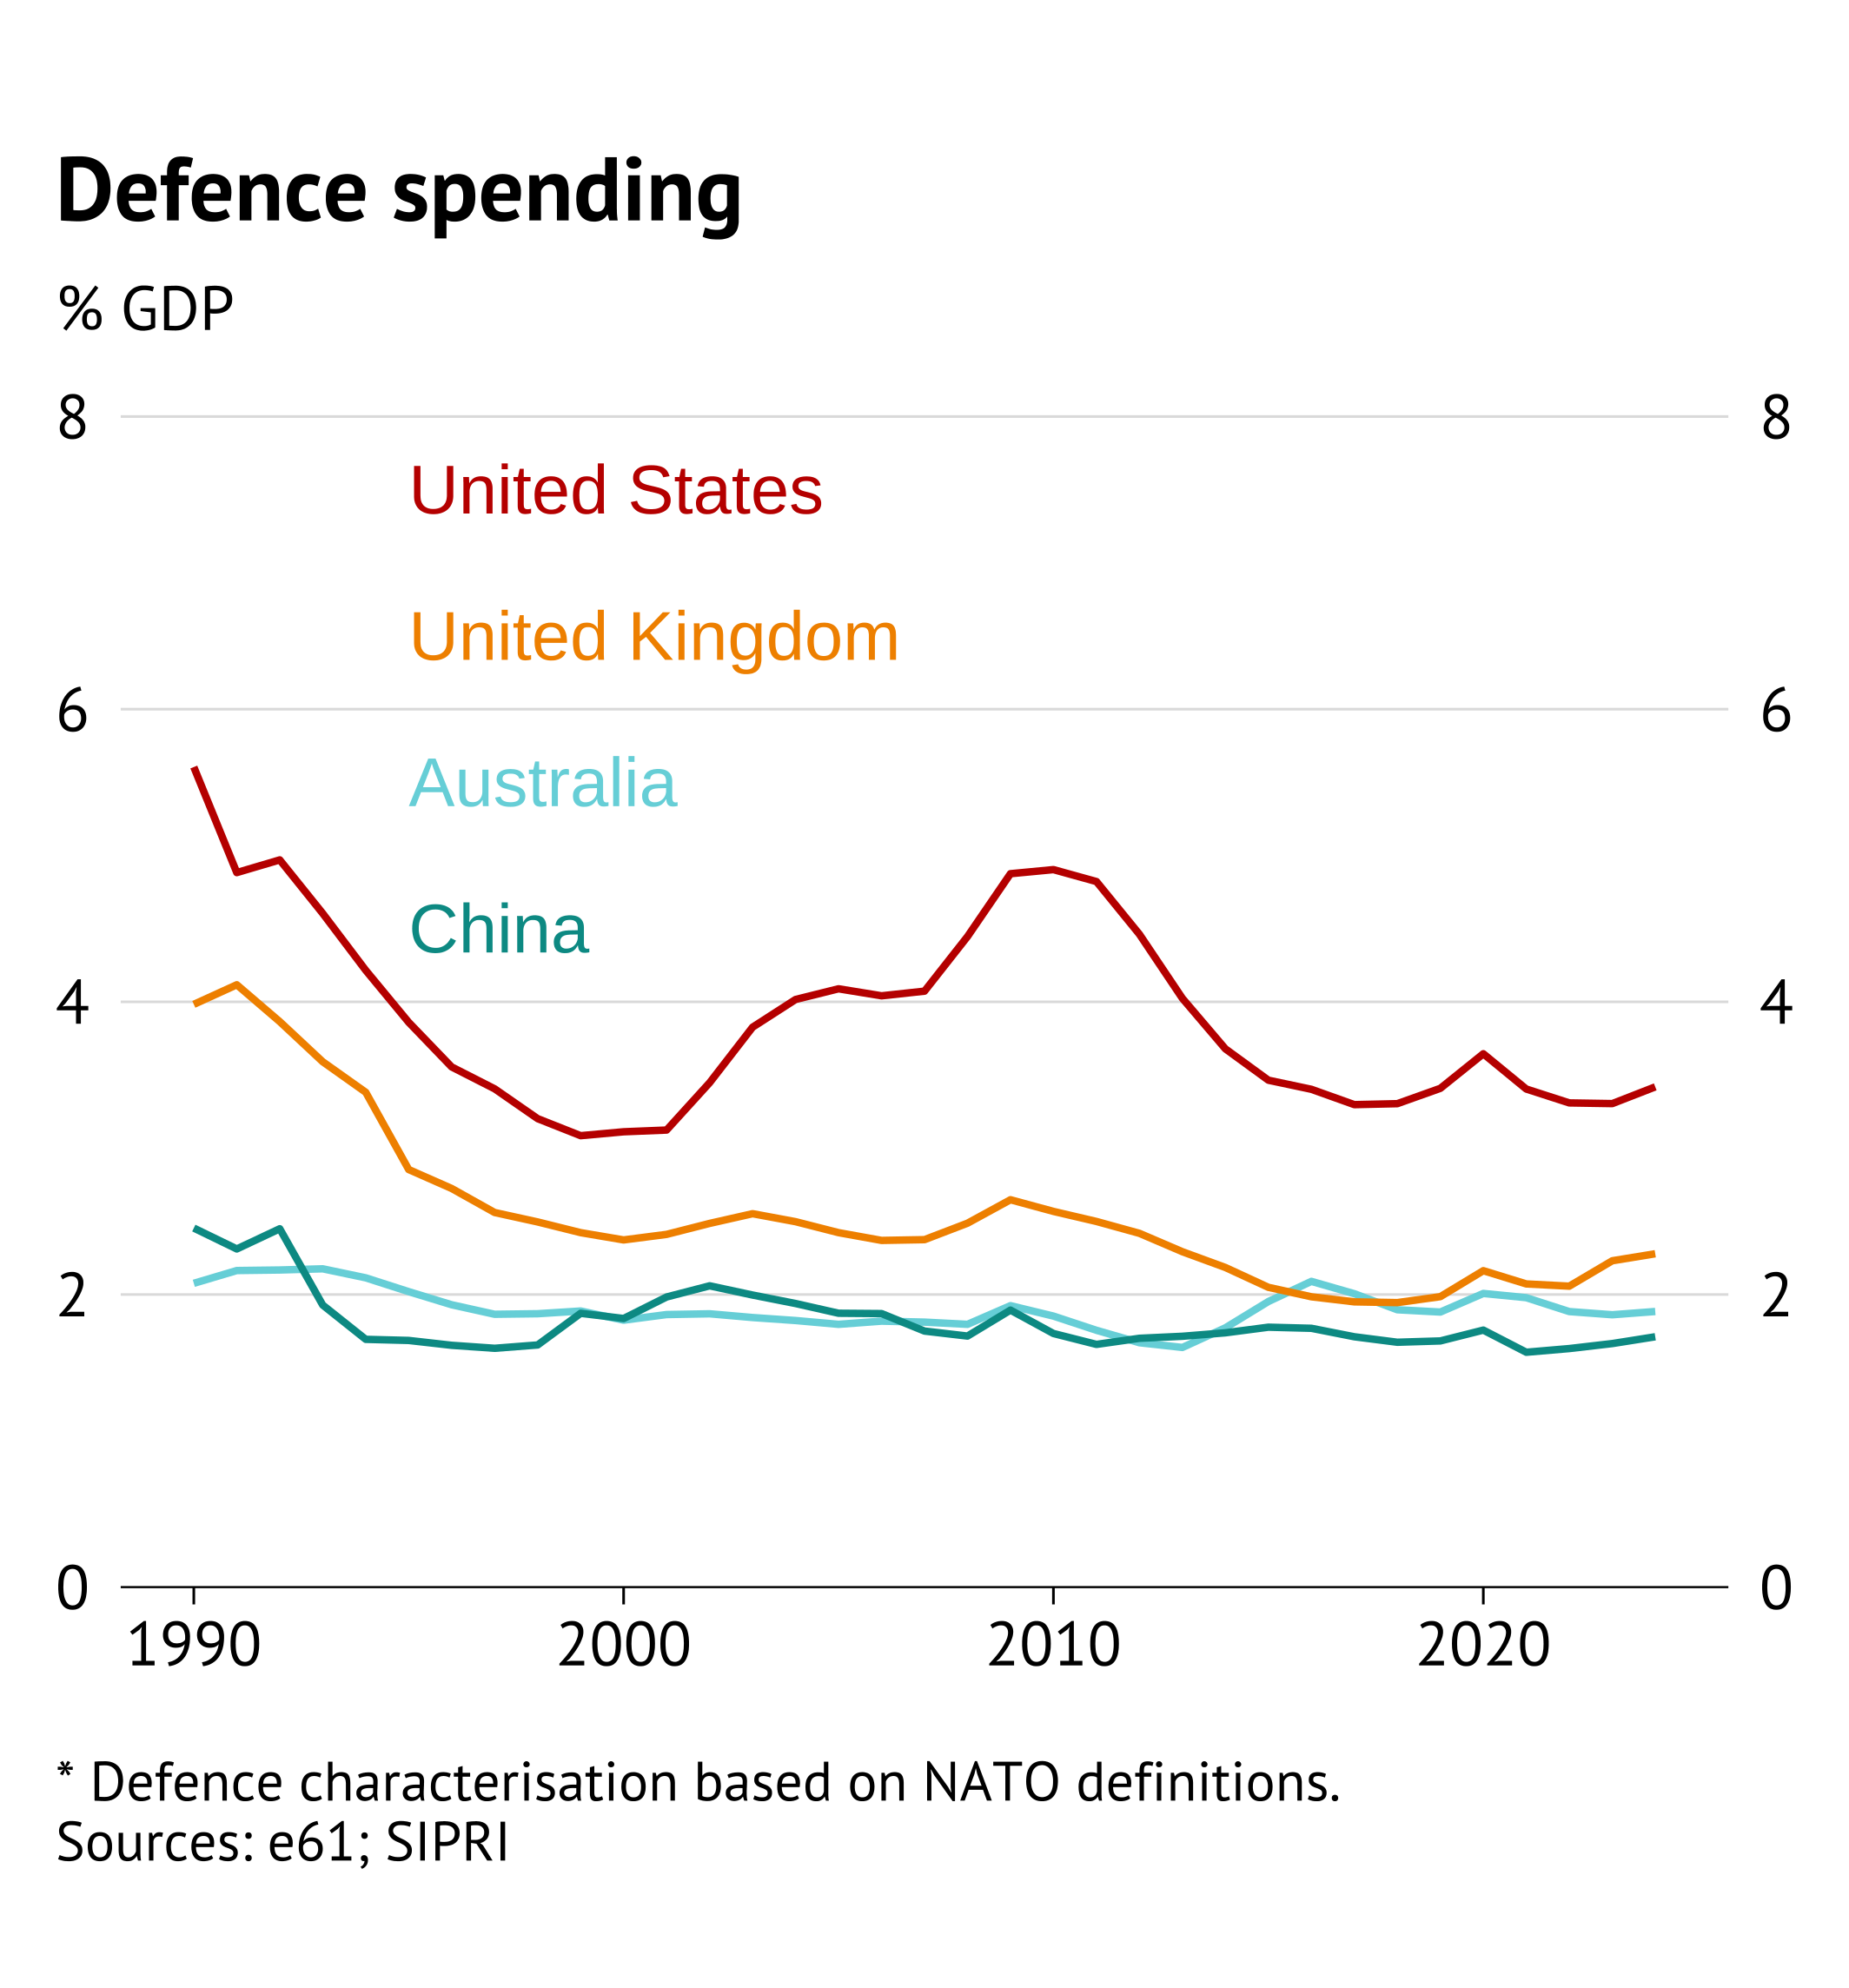 Defence spending
% GDP
8 8
United States
United Kingdom
6 6
Australia
China
4 4
2 2
0 0
1990 2000 2010 2020
* Defence characterisation based on NATO definitions.
Sources: e61; SIPRI